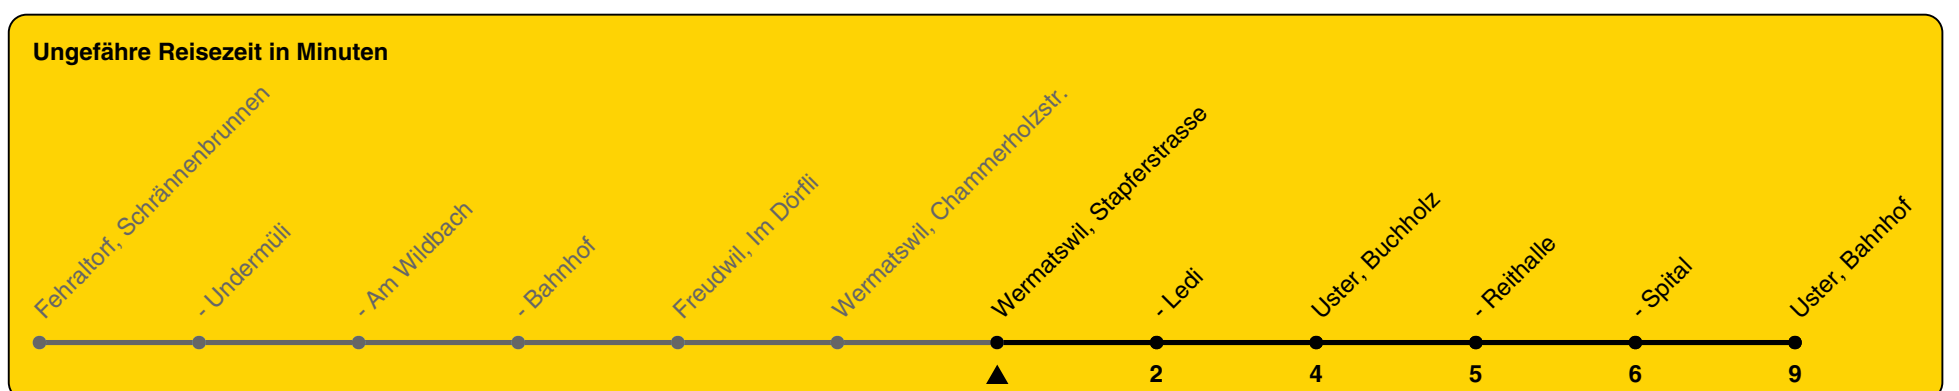 Ungefähre Reisezeit in Minuten
Fehraltorf, Schrännenbrunnen
- Undermüli
- Am Wildbach
- Bahnhof
Freudwil, Im Dörfli
Wermatswil, Chammerholzstr.
Wermatswil, Stapferstrasse
- Ledi
Uster, Buchholz
- Reithalle
- Spital
Uster, Bahnhof
2 4 5 6 9